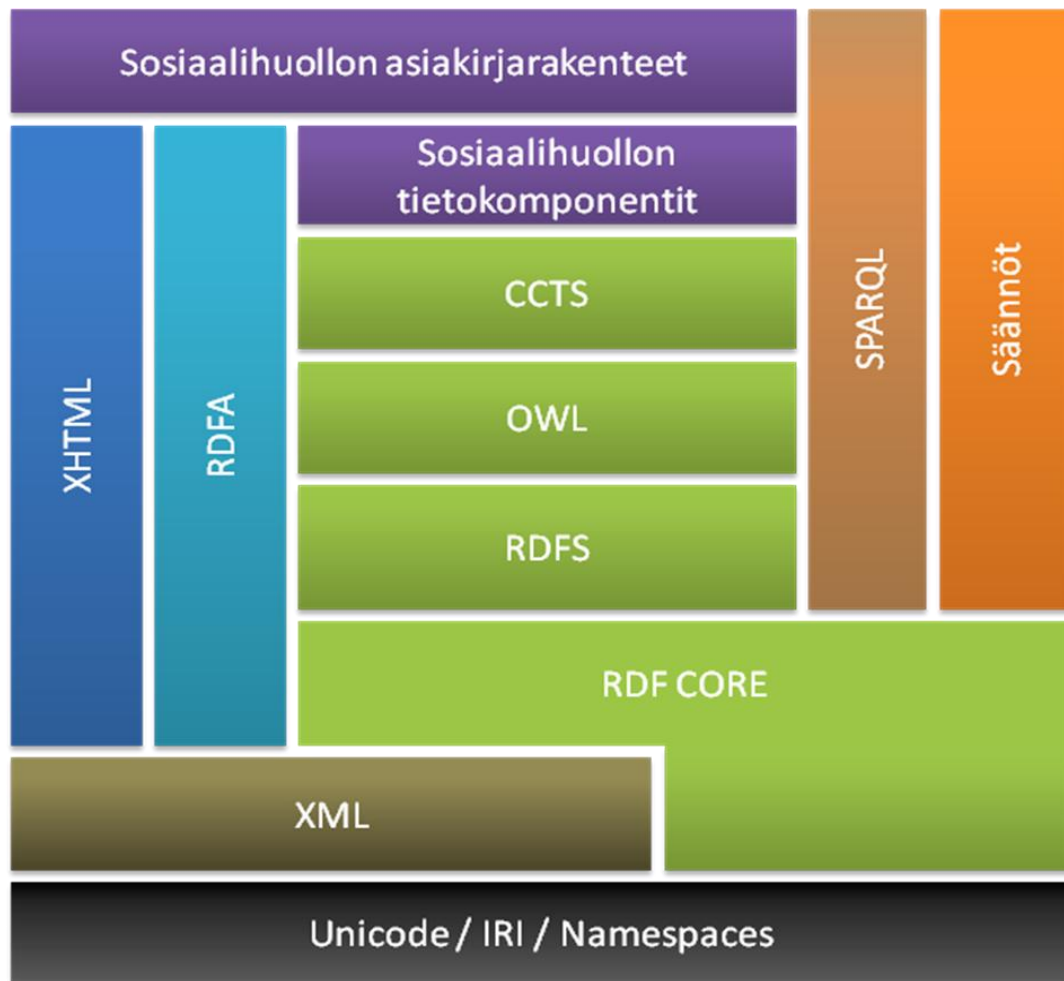 Sosiaalihuollon asiakirjarakenteet
Sosiaalihuollon
tietokomponentit
CCTS
OWL
RDFS
XHTML
RDFA
SPARQL
Säännöt
RDF CORE
XML
Unicode / IRI / Namespaces